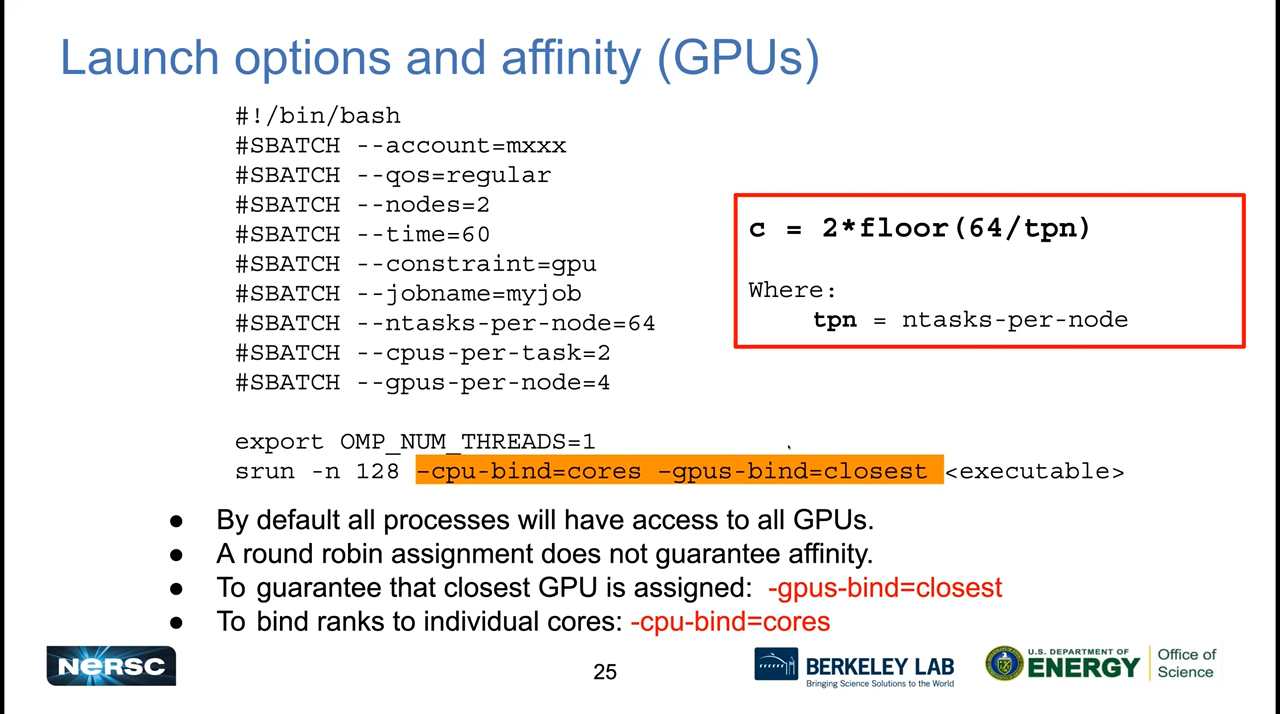 Launch options and affinity (GPUs)
#!/bin/bash
#SBATCH --account=mxxx
#SBATCH --qos=regular
#SBATCH --nodes=2
#SBATCH --time=60
#SBATCH --constraint=gpu
#SBATCH --jobname=myjob
#SBATCH --ntasks-per-node=64
#SBATCH --cpus-per-task=2
#SBATCH --gpus-per-node=4
export OMP_NUM_THREADS=1
srun -n 128 –cpu-bind=cores –gpus-bind=closest <executable>
c = 2*floor(64/tpn)
Where:
tpn = ntasks-per-node
● By default all processes will have access to all GPUs.
● A round robin assignment does not guarantee affinity.
● To guarantee that closest GPU is assigned: -gpus-bind=closest
● To bind ranks to individual cores: -cpu-bind=cores
NERSC
25
BERKELEY LAB
Bringing Science Solutions to the World
U.S. DEPARTMENT OF
ENERGY
Office of
Science